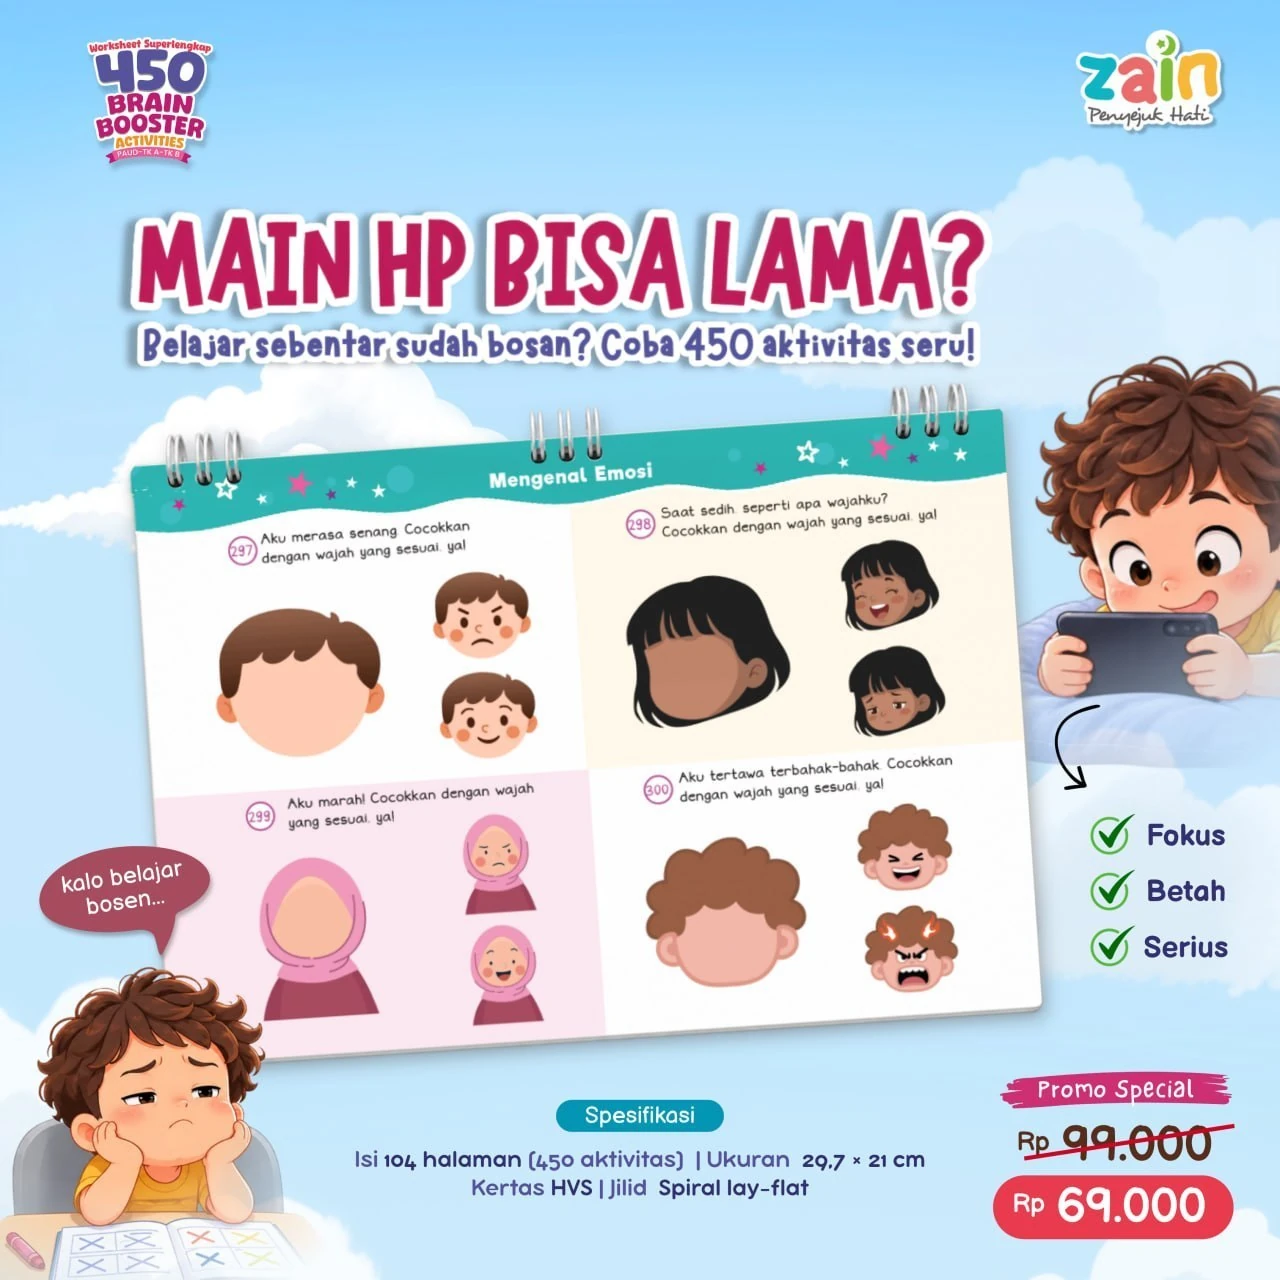 Worksheet Superlengkap
450
BRAIN
BOOSTER
ACTIVITIES
PAUD-TK A-TK B
zain
Penyejuk Hati
MAIN HP BISA LAMA?
Belajar sebentar sudah bosan? Coba 450 aktivitas seru!
Mengenal Emosi
297
Aku merasa senang. Cocokkan
dengan wajah yang sesuai, ya!
298
Saat sedih, seperti apa wajahku?
Cocokkan dengan wajah yang sesuai, ya!
299
Aku marah! Cocokkan dengan wajah
yang sesuai, ya!
300
Aku tertawa terbahak-bahak. Cocokkan
dengan wajah yang sesuai, ya!
kalo belajar
bosen...
Fokus
Betah
Serius
Spesifikasi
Isi 104 halaman (450 aktivitas) | Ukuran 29,7 × 21 cm
Kertas HVS | Jilid Spiral lay-flat
Promo Special
Rp 99.000
Rp 69.000